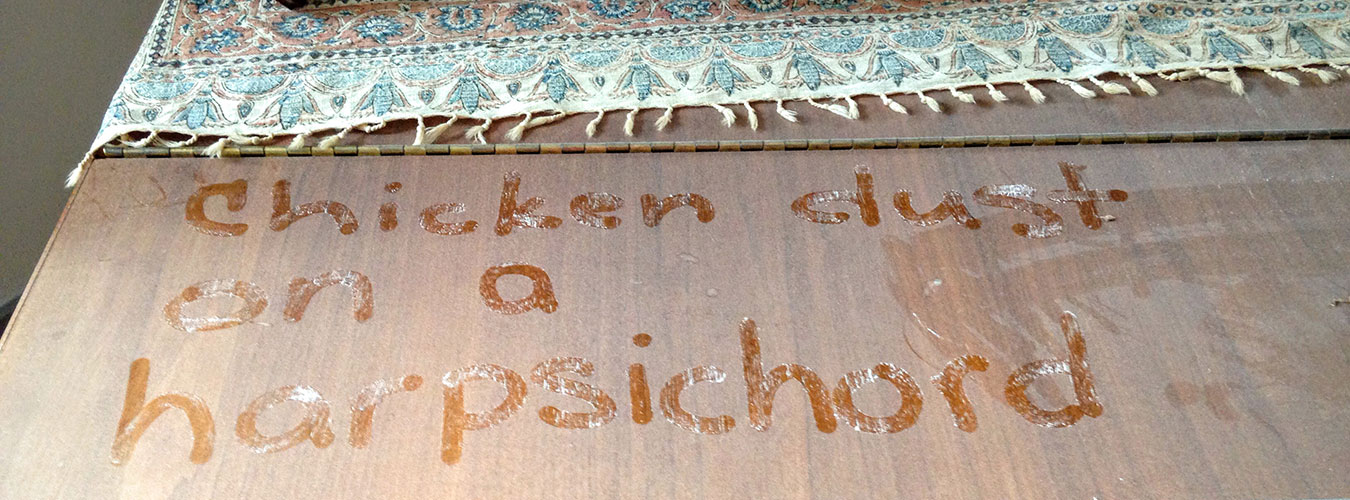 Chicken dust
on a
harpsichord